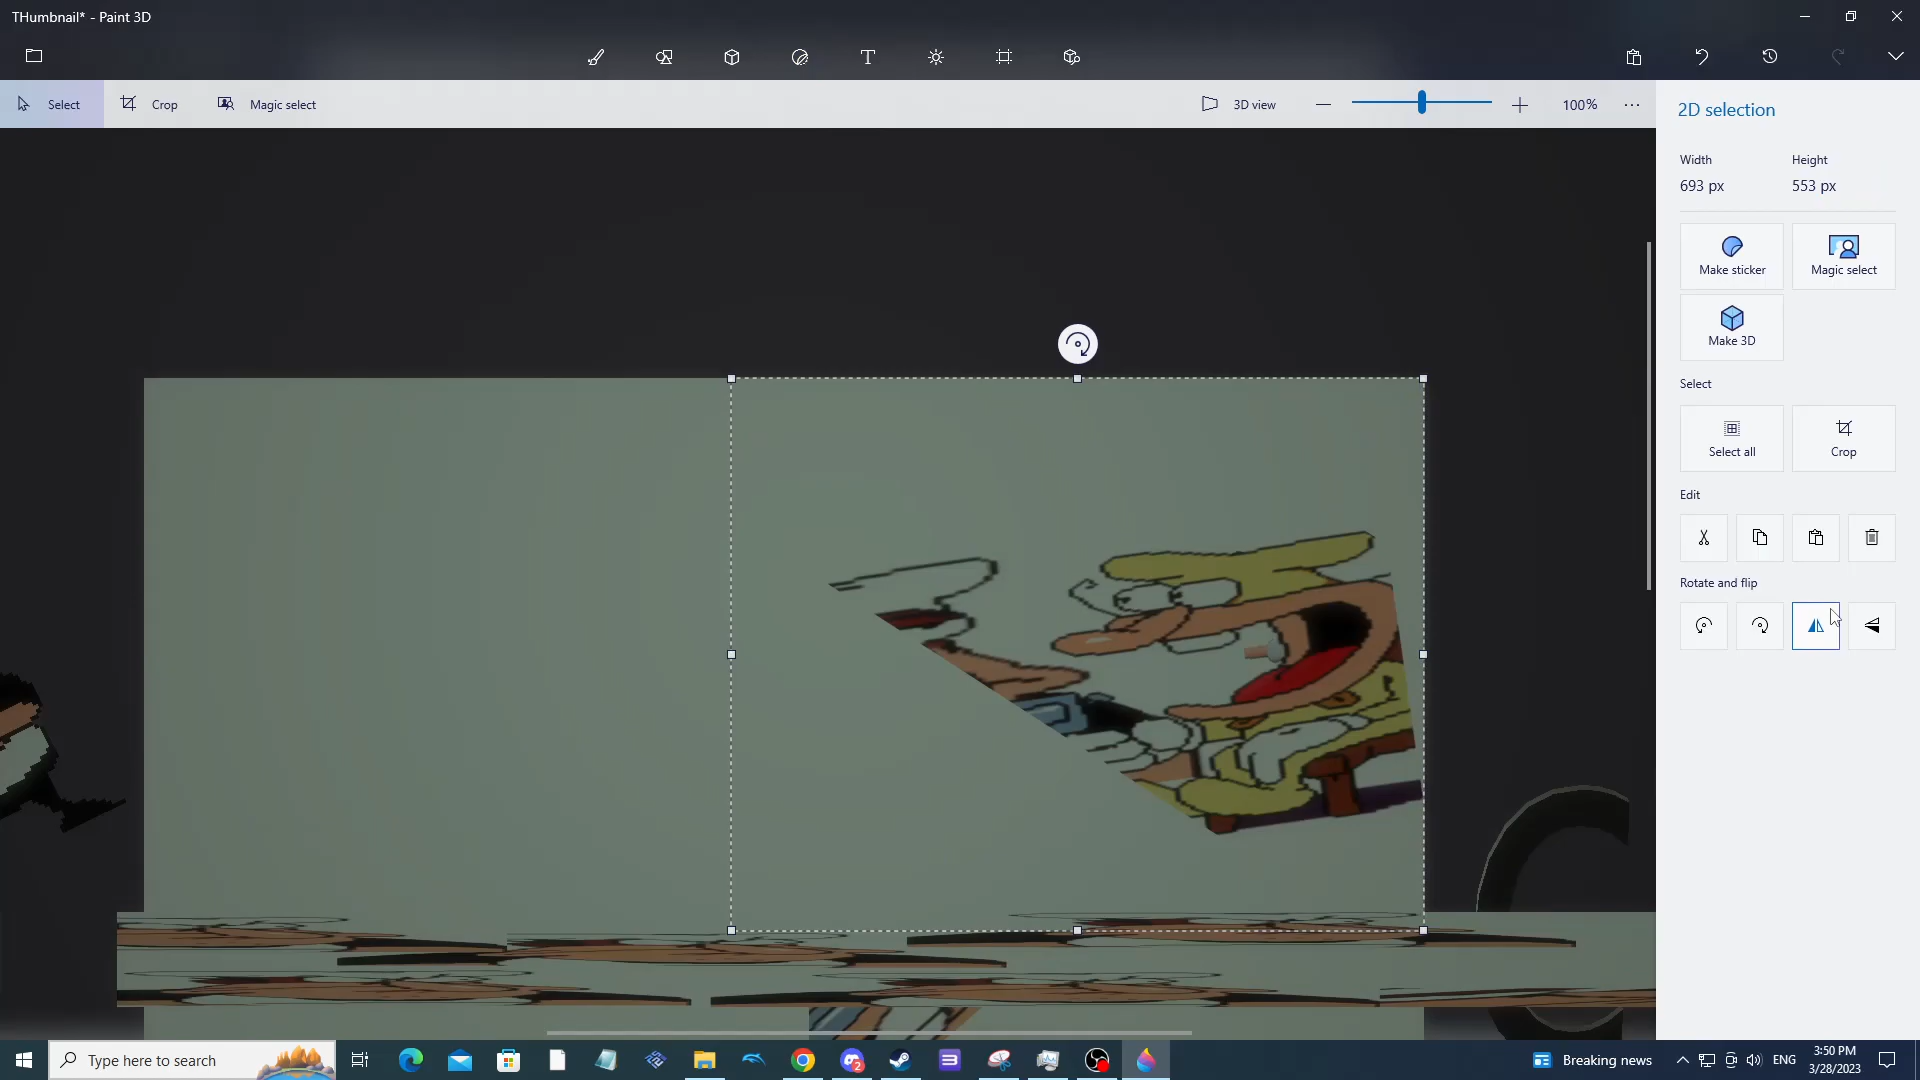 THumbnail* - Paint 3D
Select
Crop
Magic select
3D view
100%
2D selection
Width
Height
693 px
553 px
Make sticker
Magic select
Make 3D
Select
Select all
Crop
Edit
Rotate and flip
Type here to search
2
Breaking news
ENG
3:50 PM
3/28/2023